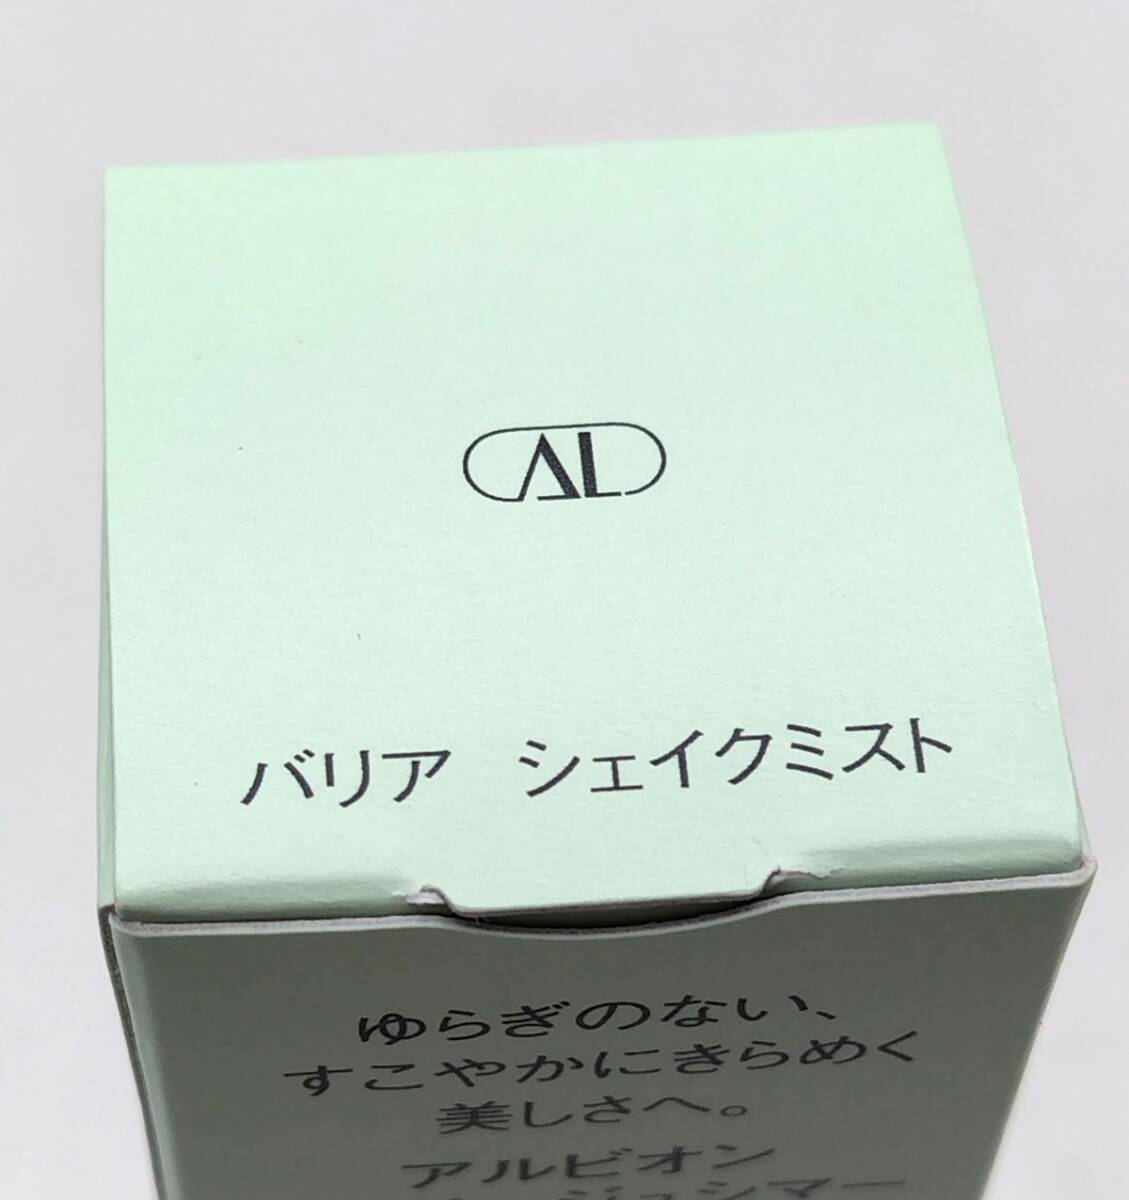 AL
バリア シェイクミスト
ゆらぎのない、
すこやかにきらめく
美しさへ。
アルビオン